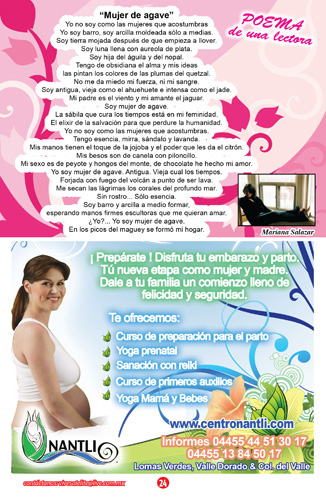 "Mujer de agave"
POEMA
de una lectora
Yo no soy como las mujeres que acostumbras
Yo soy barro, soy arcilla moldeada sólo a medias.
Soy tierra mojada después de que empieza a llover.
Soy luna lleno con aureola de plata.
Soy hija del águila y del nopal.
Tengo de obsidiana el alma y mis ideas
las pintan los colores de las plumas del quetzal.
No me da miedo mi fuerza, ni mi sangre.
Soy antigua, vieja como el ahuehuete e intensa como el jade.
Mi padre es el viento y mi amante el jaguar.
Soy mujer de agave.
La sábila que cura los tiempos está en mi feminidad.
El elixir de la salvación para que perdure la humanidad.
Yo no soy como las mujeres que acostumbras.
Tengo esencia, mirra, sándalo y lavanda.
Mis manos tienen el toque de la jojoba y el poder que les da el citrón.
Mis besos son de canela con piloncillo.
Mi sexo es de peyote y hongos del monte, de chocolate he hecho mi amor.
Yo soy mujer de agave. Antigua. Vieja cual los tiempos.
Forjada con fuego del volcán a punto de ser lava.
Me secan las lágrimas los corales del profundo mar.
Sin rostro... Sólo esencia.
Soy barro y arcilla a medio formar,
esperando manos firmes escultoras que me quieran amar.
¿Yo?... Yo soy mujer de agave.
En los picos del maguey se formó mi hogar.
Mariana Salazar
¡ Prepárate ! Disfruta tu embarazo y parto.
Tú nueva etapa como mujer y madre.
Dale a tu familia un comienzo lleno de
felicidad y seguridad.
Te ofrecemos:
Curso de preparación para el parto
Yoga prenatal
Sanación con reiki
Curso de primeros auxilios
Yoga Mamá y Bebes
NANTLI
www.centronantli.com
Informes 04455 44 51 30 17
04455 13 84 50 17
Lomas Verdes, Valle Dorado & Col. del Valle
24